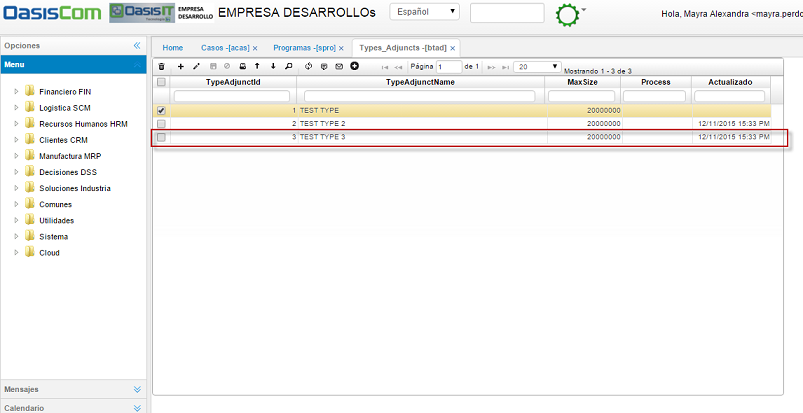 OasisCom OasisIT EMPRESA DESARROLLO EMPRESA DESARROLLOs Español Hola, Mayra Alexandra <mayra.perdo
Opciones
Home Casos -[acas] x Programas -[spro] x Types_Adjuncts -[btad] x
Menu
Página 1 de 1 20 Mostrando 1 - 3 de 3
TypeAdjunctId TypeAdjunctName MaxSize Process Actualizado
1 TEST TYPE 20000000
2 TEST TYPE 2 20000000 12/11/2015 15:33 PM
3 TEST TYPE 3 20000000 12/11/2015 15:33 PM
Financiero FIN
Logistica SCM
Recursos Humanos HRM
Clientes CRM
Manufactura MRP
Decisiones DSS
Soluciones Industria
Comunes
Utilidades
Sistema
Cloud
Mensajes
Calendario